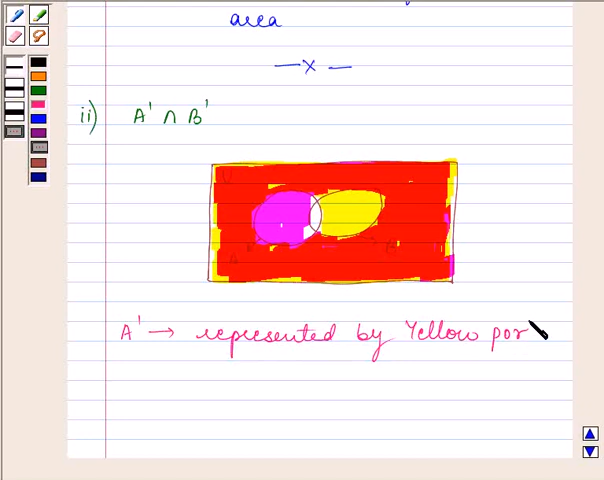 area
—x—
ii) A' ∩ B'
U
A
B
A' → represented by Yellow por